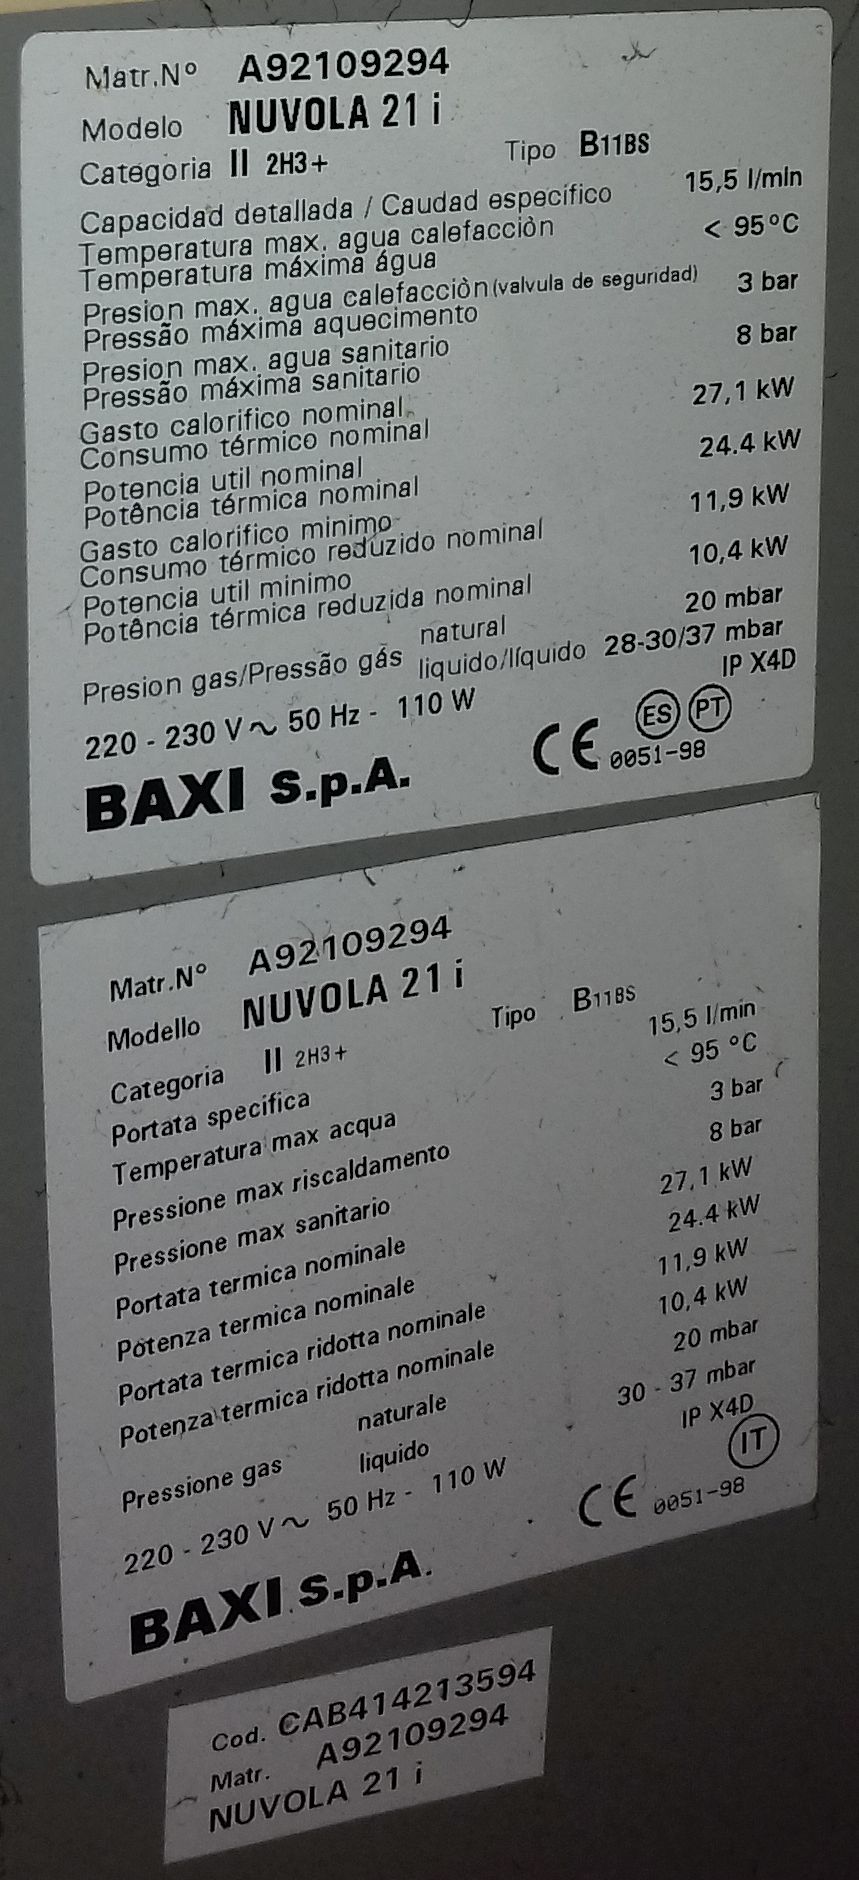 Matr.Nº A92109294
Modelo NUVOLA 21 i
Categoria II 2H3+ Tipo B11BS
Capacidad detallada / Caudad especifico 15,5 l/min
Temperatura max. agua calefacciòn < 95°C
Temperatura máxima água
Presion max. agua calefacciòn (valvula de seguridad) 3 bar
Pressão máxima aquecimento
Presion max. agua sanitario 8 bar
Pressão máxima sanitario
Gasto calorifico nominal 27,1 kW
Consumo térmico nominal
Potencia util nominal 24.4 kW
Potência térmica nominal
Gasto calorifico minimo 11,9 kW
Consumo térmico reduzido nominal
Potencia util minimo 10,4 kW
Potência térmica reduzida nominal
natural 20 mbar
Presion gas/Pressão gás liquido/líquido 28-30/37 mbar
IP X4D
220 - 230 V ~ 50 Hz - 110 W
ES PT
BAXI S.p.A. CE 0051-98
Matr.N° A92109294
Modello NUVOLA 21 i
Categoria II 2H3+ Tipo B11BS
Portata specifica 15,5 l/min
Temperatura max acqua < 95 °C
Pressione max riscaldamento 3 bar
Pressione max sanitario 8 bar
Portata termica nominale 27,1 kW
Potenza termica nominale 24.4 kW
Portata termica ridotta nominale 11,9 kW
Potenza termica ridotta nominale 10,4 kW
naturale 20 mbar
Pressione gas liquido 30 - 37 mbar
IP X4D
220 - 230 V ~ 50 Hz - 110 W
IT
BAXI S.p.A. CE 0051-98
Cod. CAB414213594
Matr. A92109294
NUVOLA 21 i